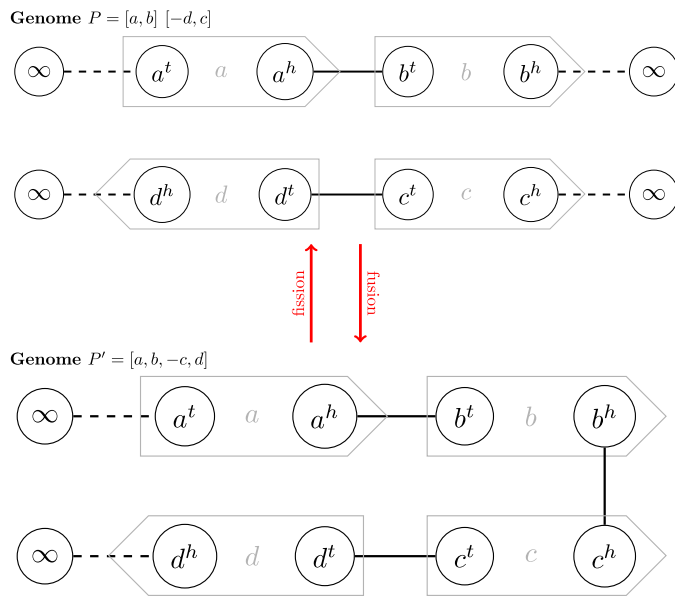 Genome P = [a, b] [−d, c]
∞ a^t a a^h b^t b b^h ∞
∞ d^h d d^t c^t c c^h ∞
fission
fusion
Genome P′ = [a, b, −c, d]
∞ a^t a a^h b^t b b^h
∞ d^h d d^t c^t c c^h